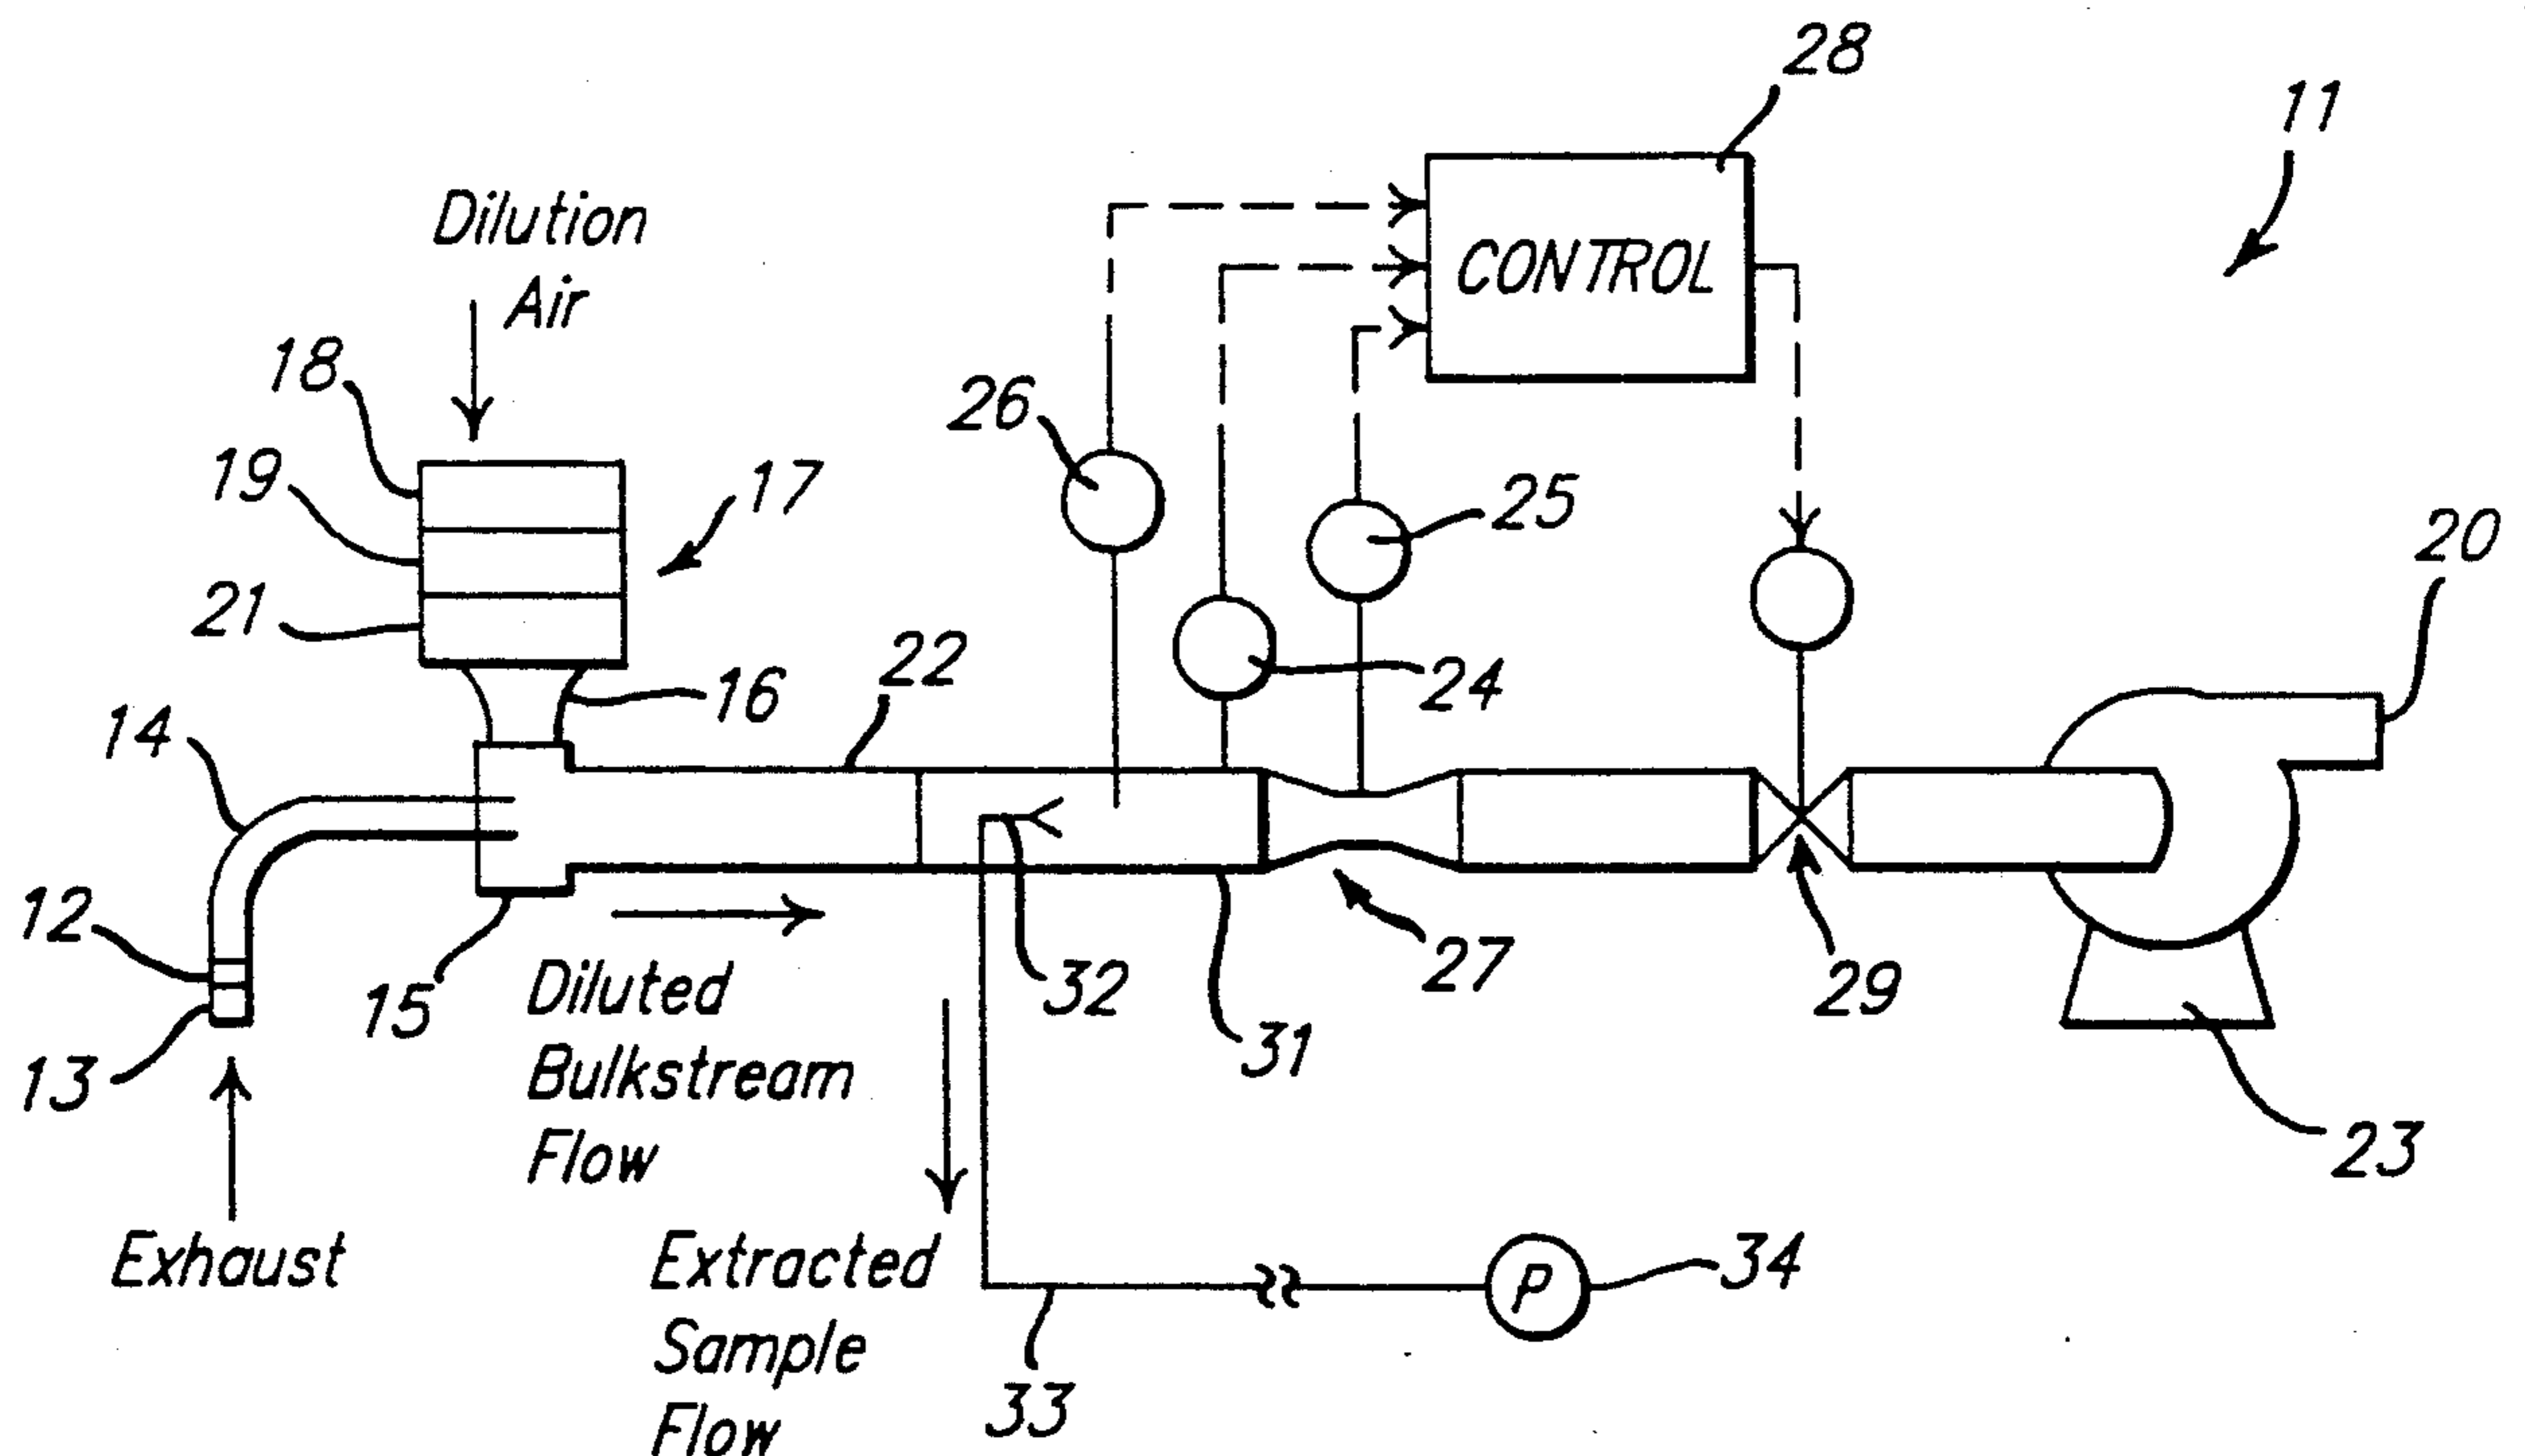 28
11
Dilution
Air
CONTROL
18
26
19
17
25
20
21
22
24
16
14
12
15
Diluted
Bulkstream
Flow
32
27
29
13
31
23
Exhaust
Extracted
Sample
Flow
P
34
33